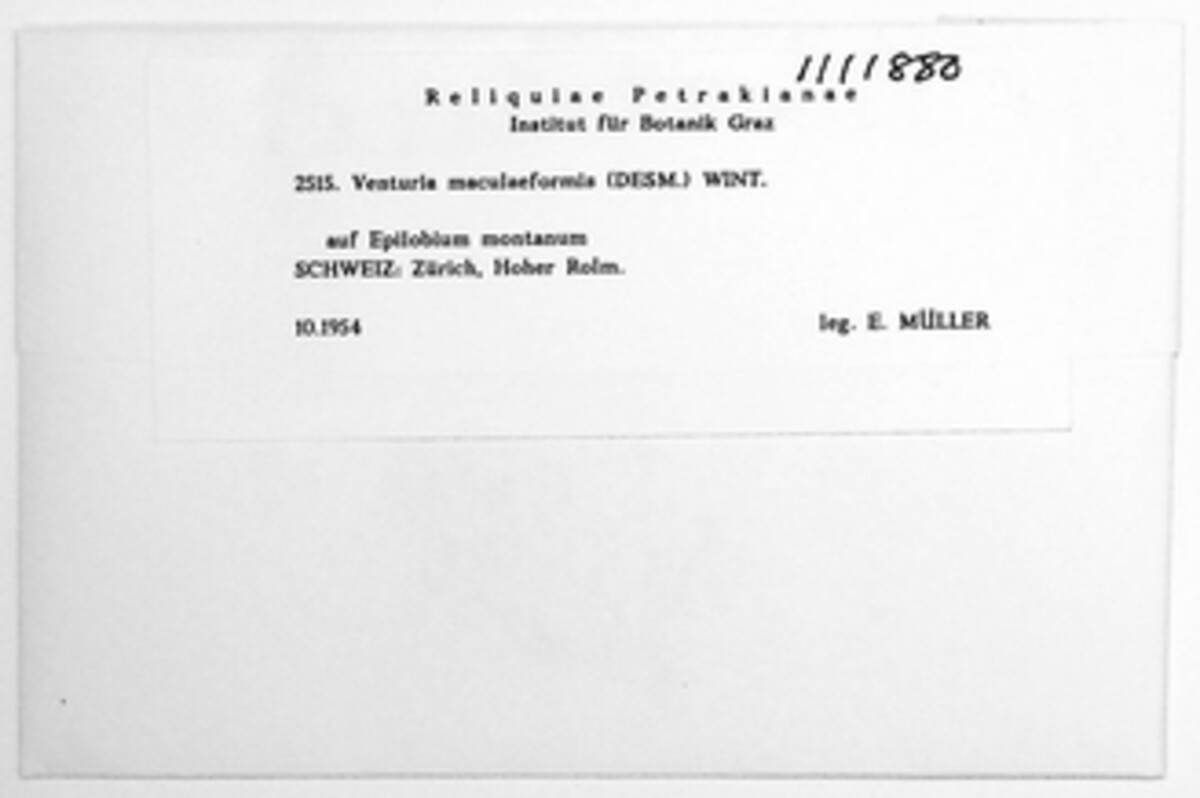 1111880
Reliquiae Petrakianae
Institut für Botanik Graz
2515. Venturia maculaeformis (DESM.) WINT.
auf Epilobium montanum
SCHWEIZ: Zürich, Hoher Rolm.
10.1954
leg. E. MÜLLER